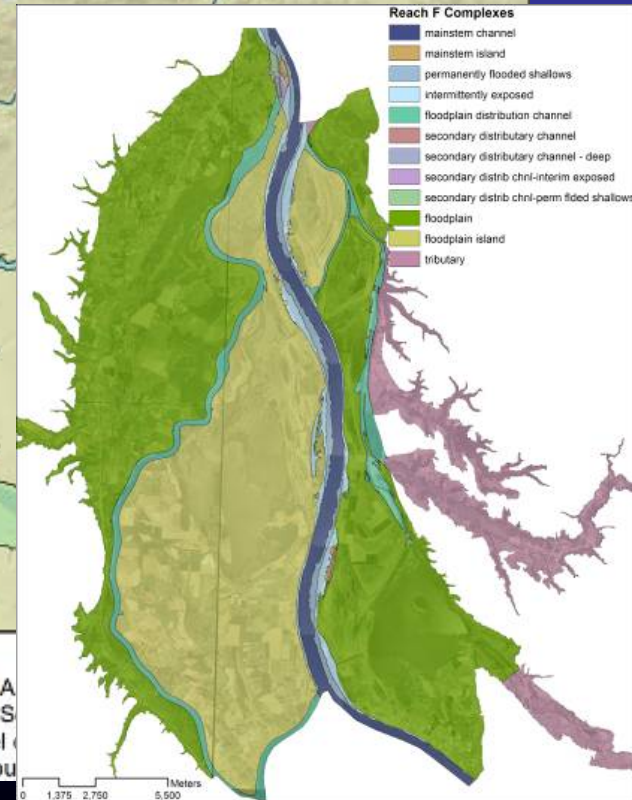 Reach F Complexes
mainstem channel
mainstem island
permanently flooded shallows
intermittently exposed
floodplain distribution channel
secondary distributary channel
secondary distributary channel - deep
secondary distrib chnl-interim exposed
secondary distrib chnl-perm flded shallows
floodplain
floodplain island
tributary
Meters
0 1,375 2,750 5,500